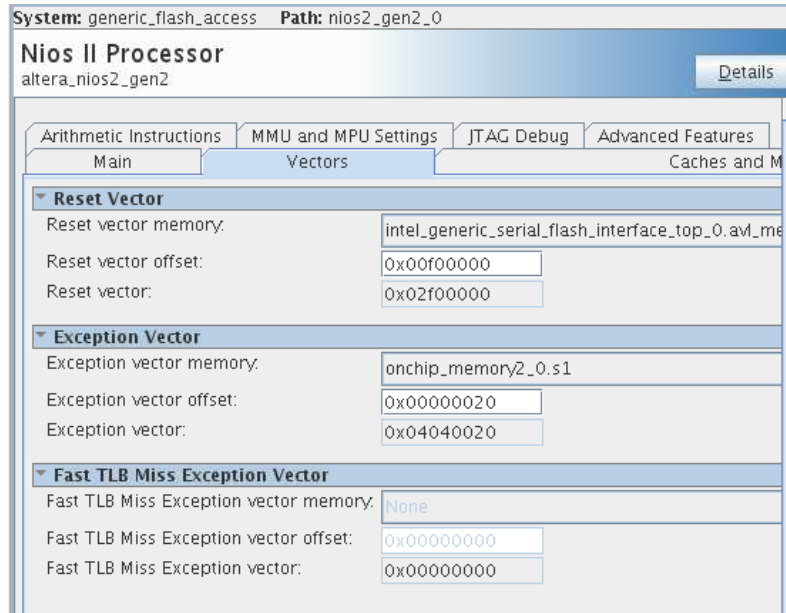 System: generic_flash_access Path: nios2_gen2_0
Nios II Processor
altera_nios2_gen2
Details
Arithmetic Instructions MMU and MPU Settings JTAG Debug Advanced Features
Main Vectors Caches and M
Reset Vector
Reset vector memory: intel_generic_serial_flash_interface_top_0.avl_me
Reset vector offset: 0x00f00000
Reset vector: 0x02f00000
Exception Vector
Exception vector memory: onchip_memory2_0.s1
Exception vector offset: 0x00000020
Exception vector: 0x04040020
Fast TLB Miss Exception Vector
Fast TLB Miss Exception vector memory: None
Fast TLB Miss Exception vector offset: 0x00000000
Fast TLB Miss Exception vector: 0x00000000